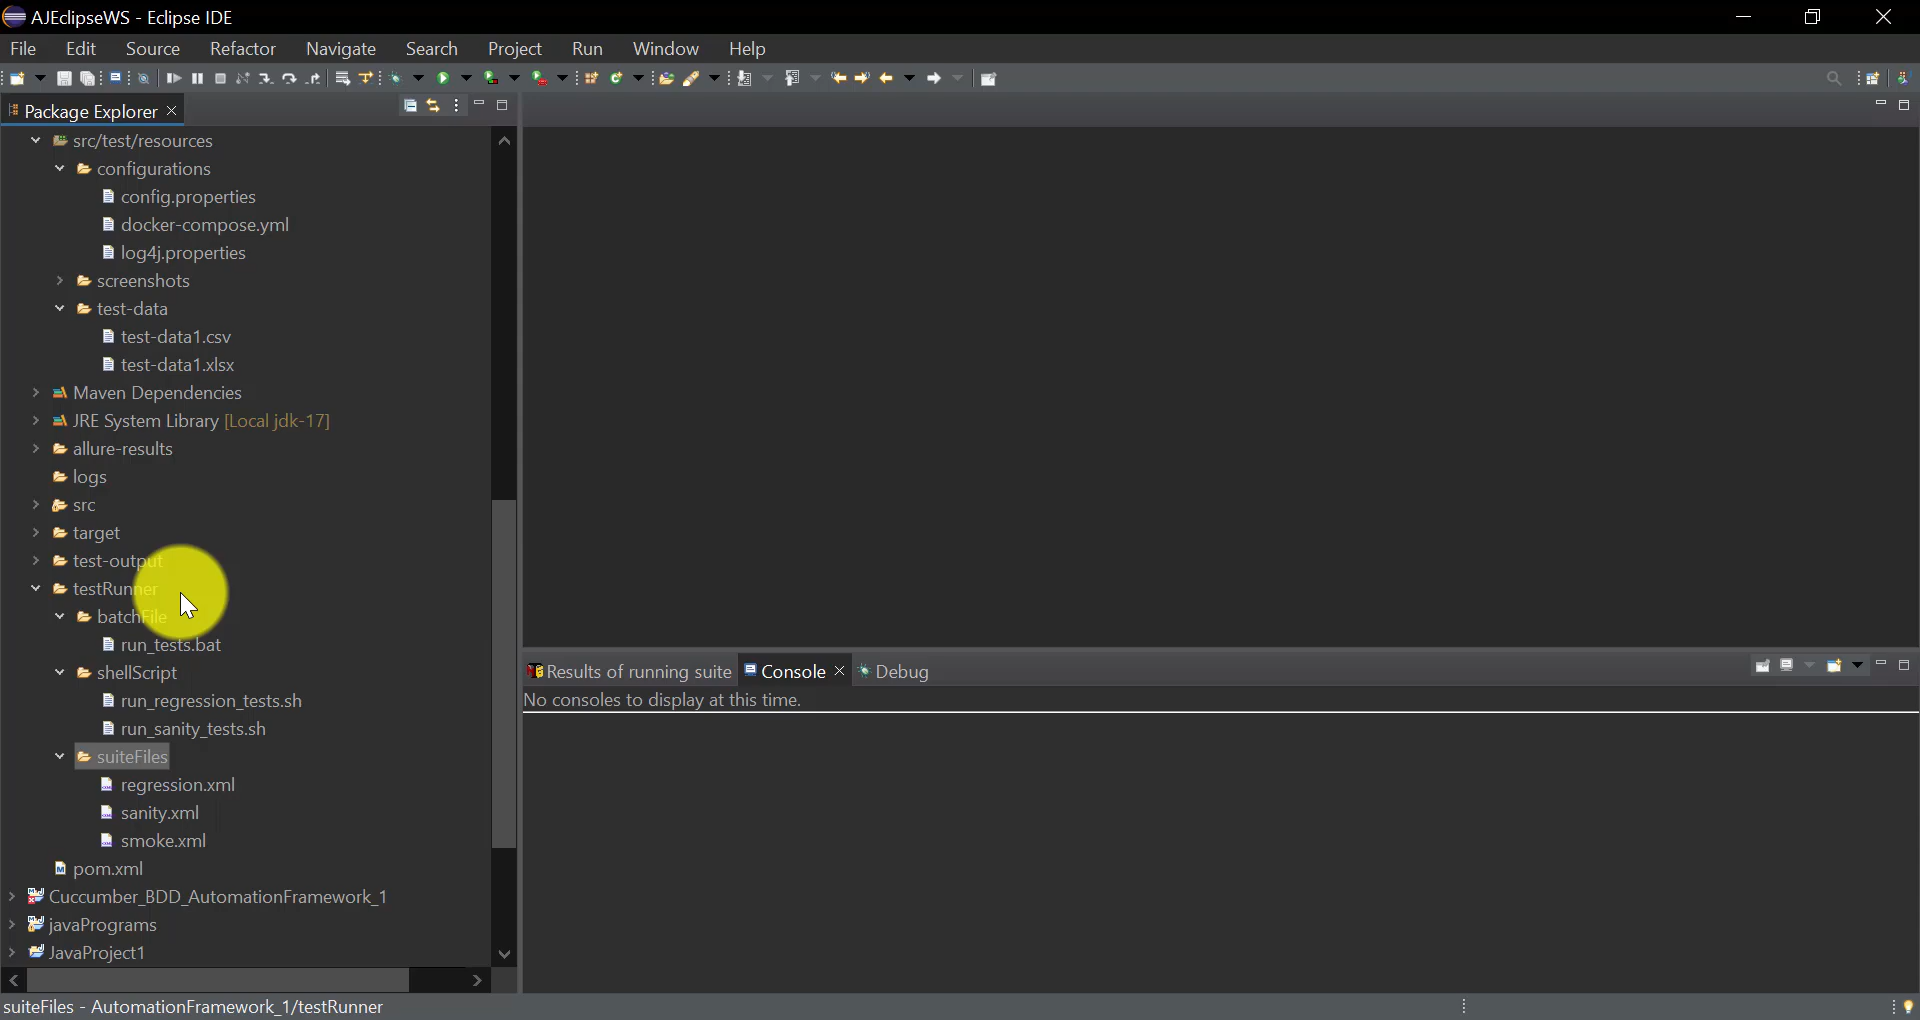 AJEclipseWS - Eclipse IDE
File Edit Source Refactor Navigate Search Project Run Window Help
Package Explorer
src/test/resources
configurations
config.properties
docker-compose.yml
log4j.properties
screenshots
test-data
test-data1.csv
test-data1.xlsx
Maven Dependencies
JRE System Library [Local jdk-17]
allure-results
logs
src
target
test-output
testRunner
batchFile
run_tests.bat
shellScript
run_regression_tests.sh
run_sanity_tests.sh
suiteFiles
regression.xml
sanity.xml
smoke.xml
pom.xml
Cuccumber_BDD_AutomationFramework_1
javaPrograms
JavaProject1
Results of running suite Console Debug
No consoles to display at this time.
suiteFiles - AutomationFramework_1/testRunner